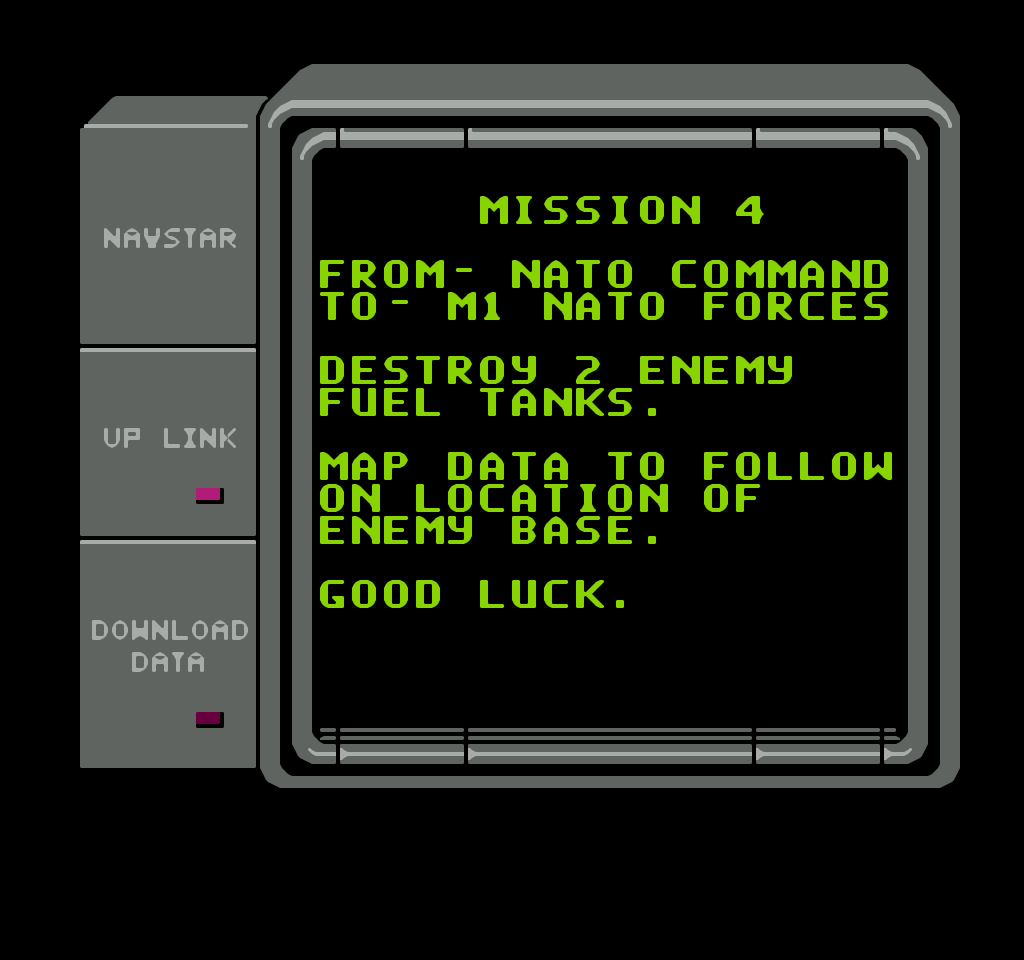 MISSION 4
FROM- NATO COMMAND
TO- M1 NATO FORCES
DESTROY 2 ENEMY
FUEL TANKS.
MAP DATA TO FOLLOW
ON LOCATION OF
ENEMY BASE.
GOOD LUCK.
NAVSTAR
UP LINK
DOWNLOAD
DATA